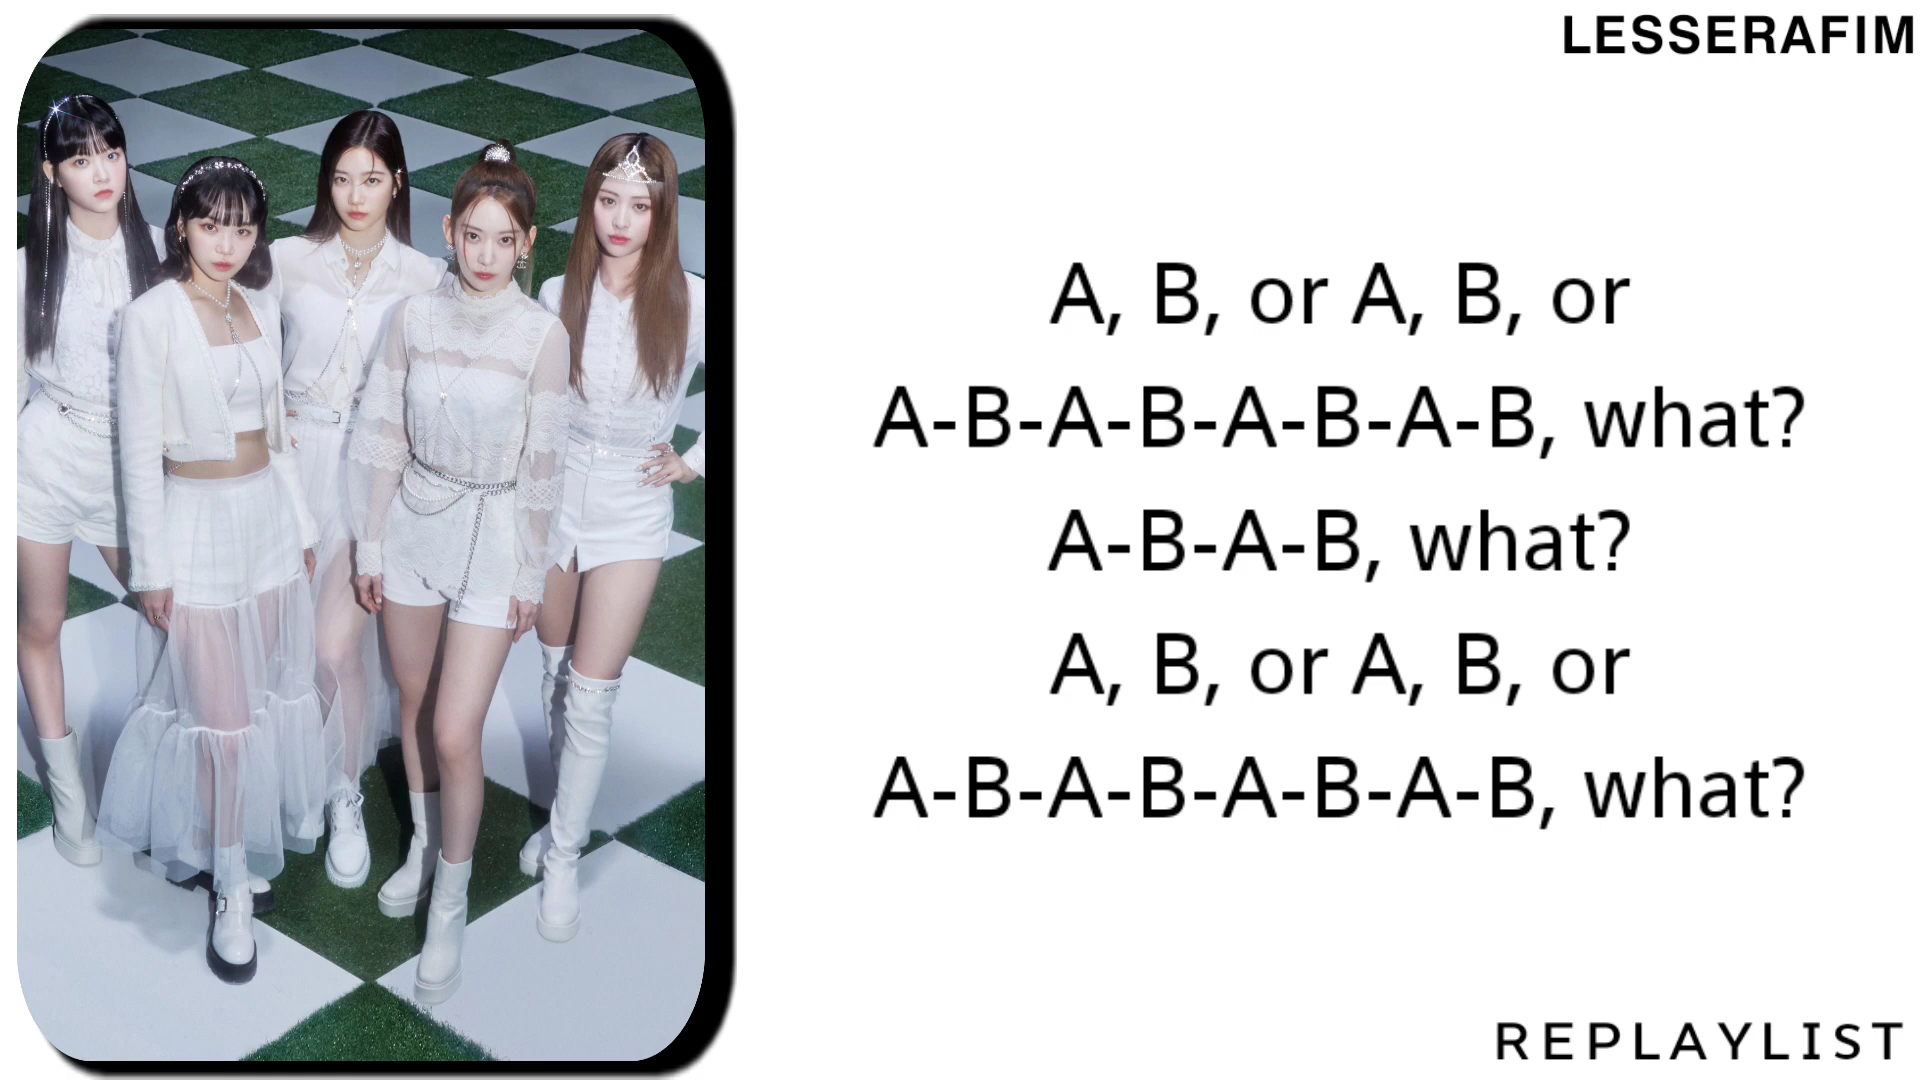 LESSERAFIM
A, B, or A, B, or
A-B-A-B-A-B-A-B, what?
A-B-A-B, what?
A, B, or A, B, or
A-B-A-B-A-B-A-B, what?
REPLAYLIST